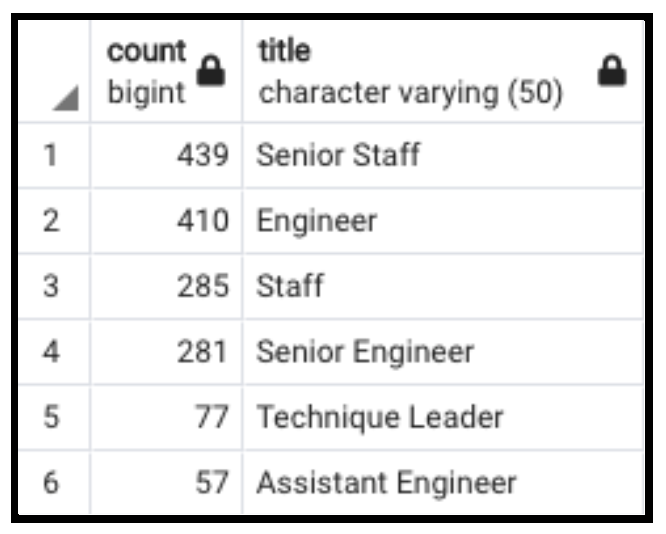 count title
bigint character varying (50)
1 439 Senior Staff
2 410 Engineer
3 285 Staff
4 281 Senior Engineer
5 77 Technique Leader
6 57 Assistant Engineer